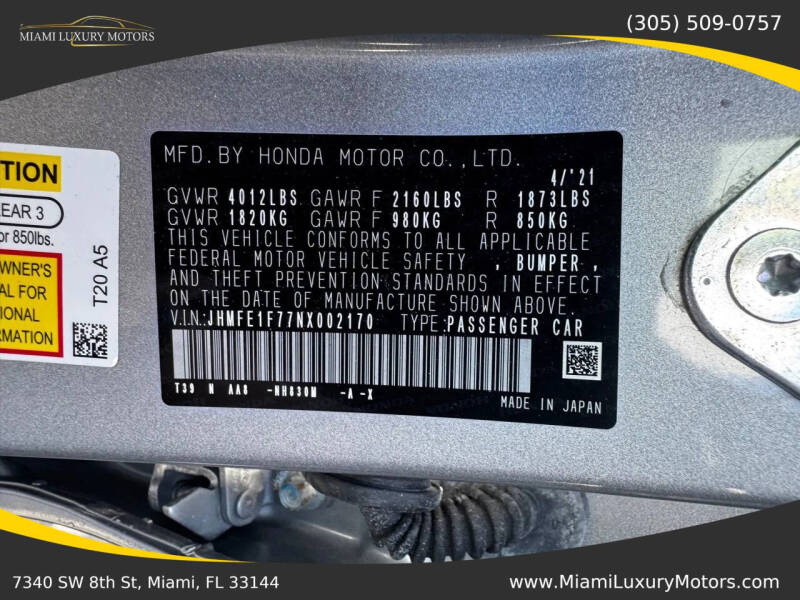 MIAMI LUXURY MOTORS
(305) 509-0757
MFD.BY HONDA MOTOR CO.,LTD.
4/'21
GVWR 4012LBS GAWR F 2160LBS R 1873LBS
GVWR 1820KG GAWR F 980KG R 850KG
THIS VEHICLE CONFORMS TO ALL APPLICABLE
FEDERAL MOTOR VEHICLE SAFETY , BUMPER ,
AND THEFT PREVENTION STANDARDS IN EFFECT
ON THE DATE OF MANUFACTURE SHOWN ABOVE.
V.I.N.:JHMFE1F77NX002170 TYPE:PASSENGER CAR
T39 N AA8 -NH830M -A -X
MADE IN JAPAN
TION
EAR 3
or 850lbs.
WNER'S
AL FOR
IONAL
MATION
T20 A5
7340 SW 8th St, Miami, FL 33144
www.MiamiLuxuryMotors.com